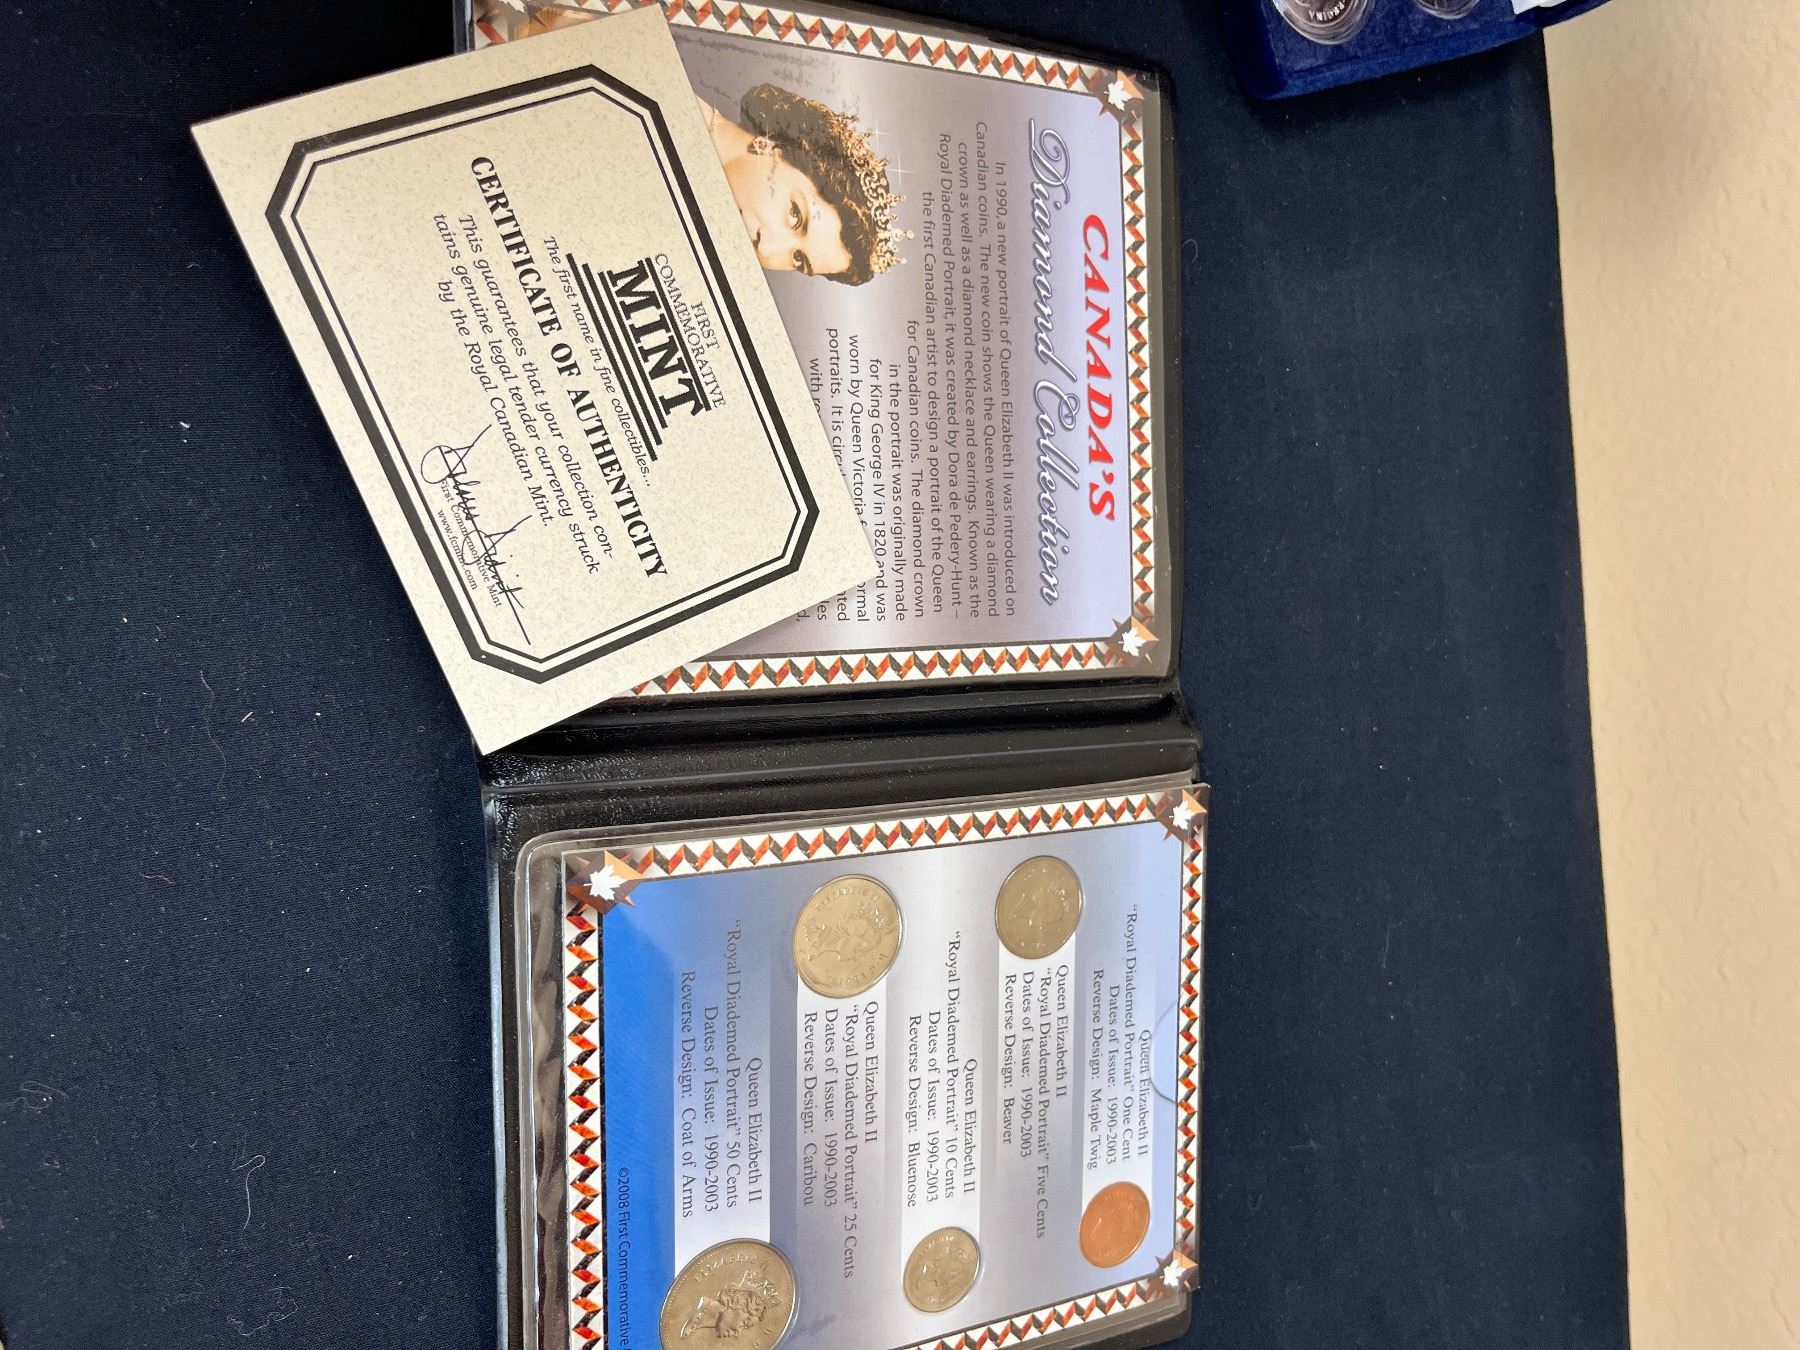 CANADA'S
Diamond Collection
In 1990, a new portrait of Queen Elizabeth II was introduced on
Canadian coins. The new coin shows the Queen wearing a diamond
crown as well as a diamond necklace and earrings. Known as the
Royal Diademed Portrait, it was created by Dora de Pedery-Hunt –
the first Canadian artist to design a portrait of the Queen
for Canadian coins. The diamond crown
in the portrait was originally made
for King George IV in 1820 and was
worn by Queen Victoria
portraits. It is
with
FIRST
COMMEMORATIVE
MINT
The first name in fine collectibles...
CERTIFICATE OF AUTHENTICITY
This guarantees that your collection con-
tains genuine legal tender currency struck
by the Royal Canadian Mint.
First Commemorative Mint
www.fcmint.com
Queen Elizabeth II
"Royal Diademed Portrait" One Cent
Dates of Issue: 1990-2003
Reverse Design: Maple Twig
Queen Elizabeth II
"Royal Diademed Portrait" Five Cents
Dates of Issue: 1990-2003
Reverse Design: Beaver
Queen Elizabeth II
"Royal Diademed Portrait" 10 Cents
Dates of Issue: 1990-2003
Reverse Design: Bluenose
Queen Elizabeth II
"Royal Diademed Portrait" 25 Cents
Dates of Issue: 1990-2003
Reverse Design: Caribou
Queen Elizabeth II
"Royal Diademed Portrait" 50 Cents
Dates of Issue: 1990-2003
Reverse Design: Coat of Arms
©2008 First Commemorative
ELIZABETH
REGINA